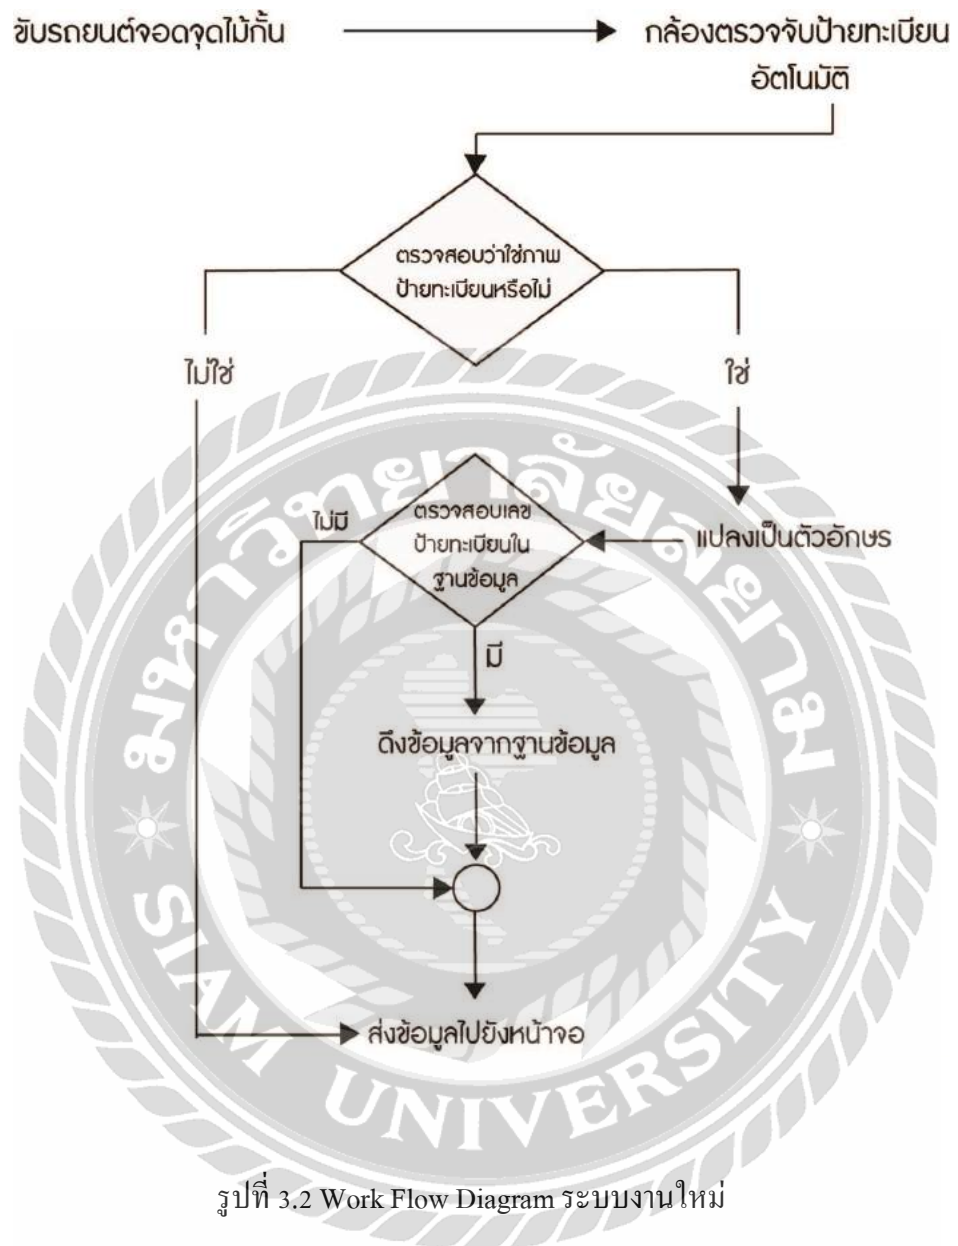 ขับรถยนต์จอดจุดไม้กั้น
กล้องตรวจจับป้ายทะเบียน
อัตโนมัติ
ตรวจสอบว่าใช่ภาพ
ป้ายทะเบียนหรือไม่
ไม่ใช่
ใช่
ตรวจสอบเลข
ป้ายทะเบียนใน
ฐานข้อมูล
ไม่มี
แปลงเป็นตัวอักษร
มี
ดึงข้อมูลจากฐานข้อมูล
ส่งข้อมูลไปยังหน้าจอ
มหาวิทยาลัยสยาม
SIAM UNIVERSITY
รูปที่ 3.2 Work Flow Diagram ระบบงานใหม่